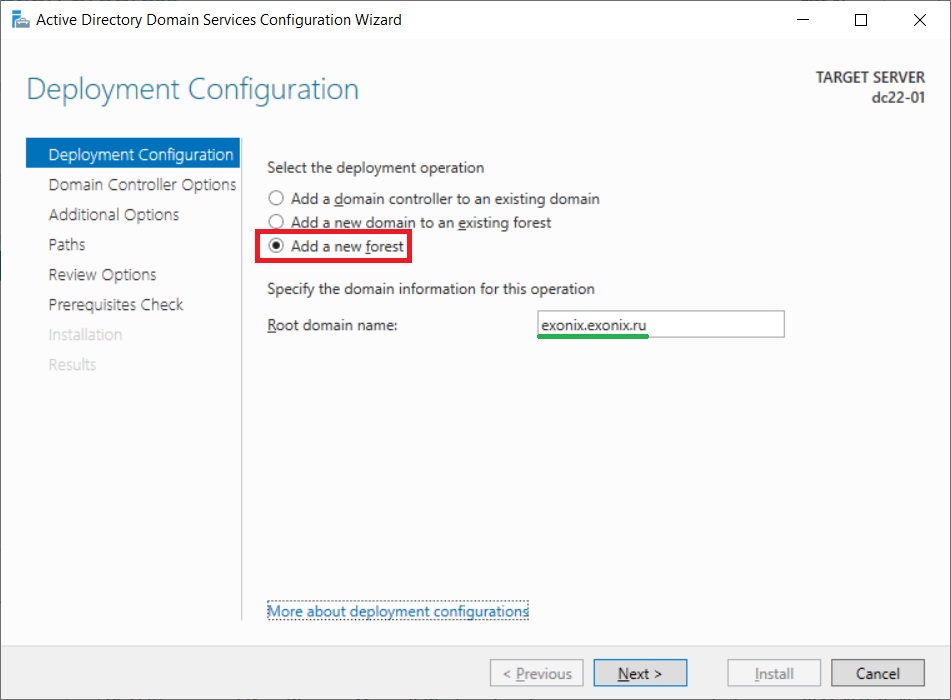 Active Directory Domain Services Configuration Wizard
Deployment Configuration
TARGET SERVER
dc22-01
Deployment Configuration
Domain Controller Options
Additional Options
Paths
Review Options
Prerequisites Check
Installation
Results
Select the deployment operation
Add a domain controller to an existing domain
Add a new domain to an existing forest
Add a new forest
Specify the domain information for this operation
Root domain name:
exonix.exonix.ru
More about deployment configurations
< Previous
Next >
Install
Cancel